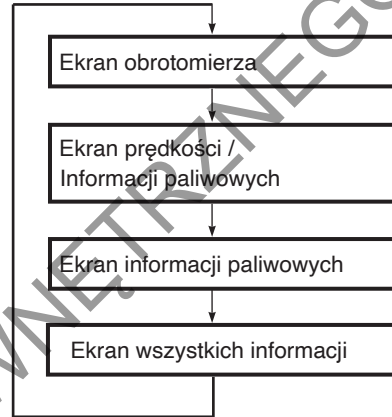 Ekran obrotomierza
Ekran prędkości /
Informacji paliwowych
Ekran informacji paliwowych
Ekran wszystkich informacji